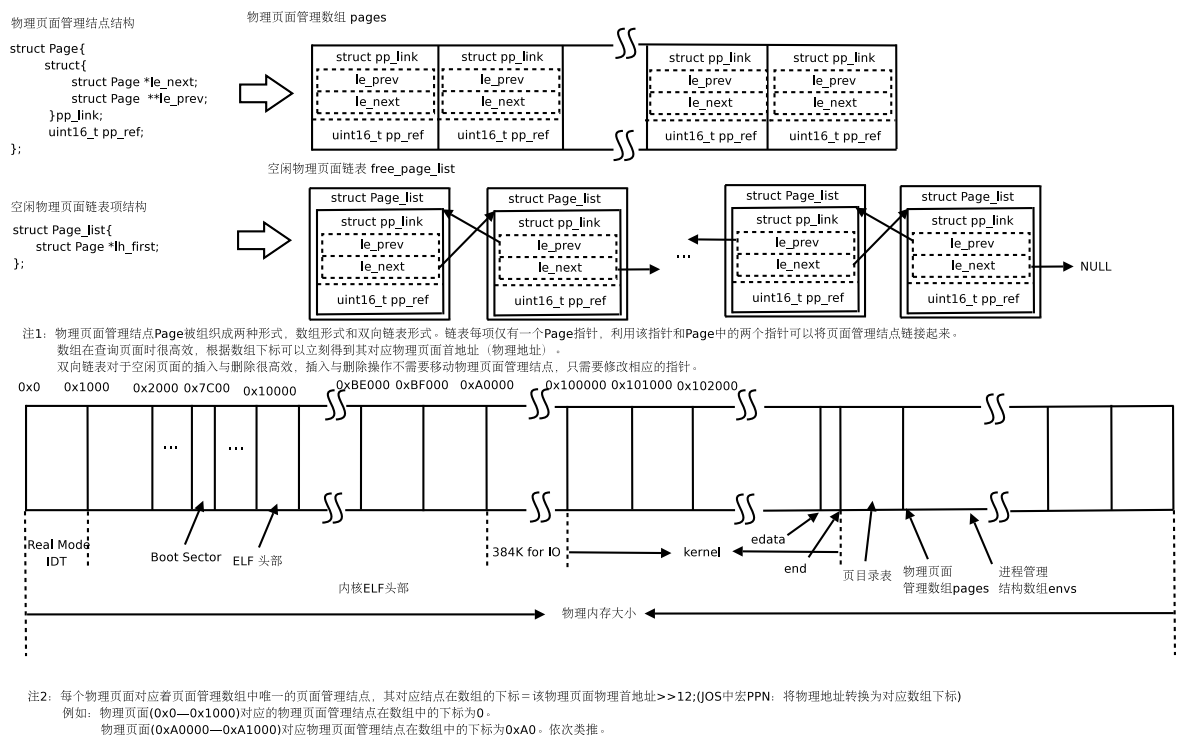 物理页面管理结点结构
物理页面管理数组 pages
struct Page{
struct{
struct Page *le_next;
struct Page **le_prev;
}pp_link;
uint16_t pp_ref;
};
struct pp_link
le_prev
le_next
uint16_t pp_ref
struct pp_link
le_prev
le_next
uint16_t pp_ref
struct pp_link
le_prev
le_next
uint16_t pp_ref
struct pp_link
le_prev
le_next
uint16_t pp_ref
空闲物理页面链表 free_page_list
空闲物理页面链表项结构
struct Page_list{
struct Page *lh_first;
};
struct Page_list
struct pp_link
le_prev
le_next
uint16_t pp_ref
struct Page_list
struct pp_link
le_prev
le_next
uint16_t pp_ref
...
struct Page_list
struct pp_link
le_prev
le_next
uint16_t pp_ref
struct Page_list
struct pp_link
le_prev
le_next
uint16_t pp_ref
NULL
注1：物理页面管理结点Page被组织成两种形式，数组形式和双向链表形式。链表每项仅有一个Page指针，利用该指针和Page中的两个指针可以将页面管理结点链接起来。
数组在查询页面时很高效，根据数组下标可以立刻得到其对应物理页面首地址（物理地址）。
双向链表对于空闲页面的插入与删除很高效，插入与删除操作不需要移动物理页面管理结点，只需要修改相应的指针。
0x0 0x1000 0x2000 0x7C00 0x10000 0xBE000 0xBF000 0xA0000 0x100000 0x101000 0x102000
... ...
Real Mode
IDT
Boot Sector
ELF 头部
384K for IO
kernel
edata
end
页目录表
物理页面
管理数组pages
进程管理
结构数组envs
内核ELF头部
物理内存大小
注2：每个物理页面对应着页面管理数组中唯一的页面管理结点，其对应结点在数组的下标＝该物理页面物理首地址>>12;(JOS中宏PPN：将物理地址转换为对应数组下标)
例如：物理页面(0x0—0x1000)对应的物理页面管理结点在数组中的下标为0。
物理页面(0xA0000—0xA1000)对应物理页面管理结点在数组中的下标为0xA0。依次类推。